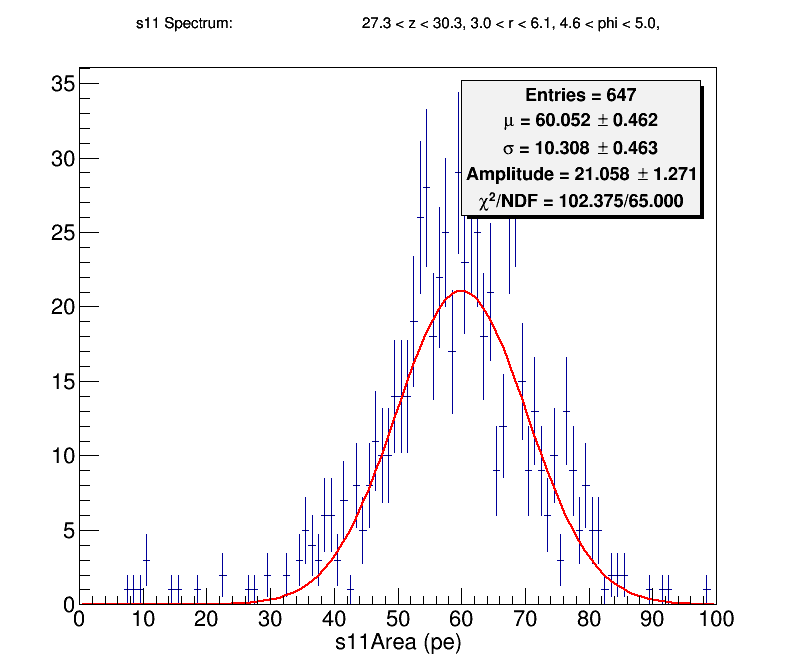 s11 Spectrum: 27.3 < z < 30.3, 3.0 < r < 6.1, 4.6 < phi < 5.0,
35
30
25
20
15
10
5
0
Entries = 647
μ = 60.052 ± 0.462
σ = 10.308 ± 0.463
Amplitude = 21.058 ± 1.271
χ²/NDF = 102.375/65.000
0 10 20 30 40 50 60 70 80 90 100
s11Area (pe)